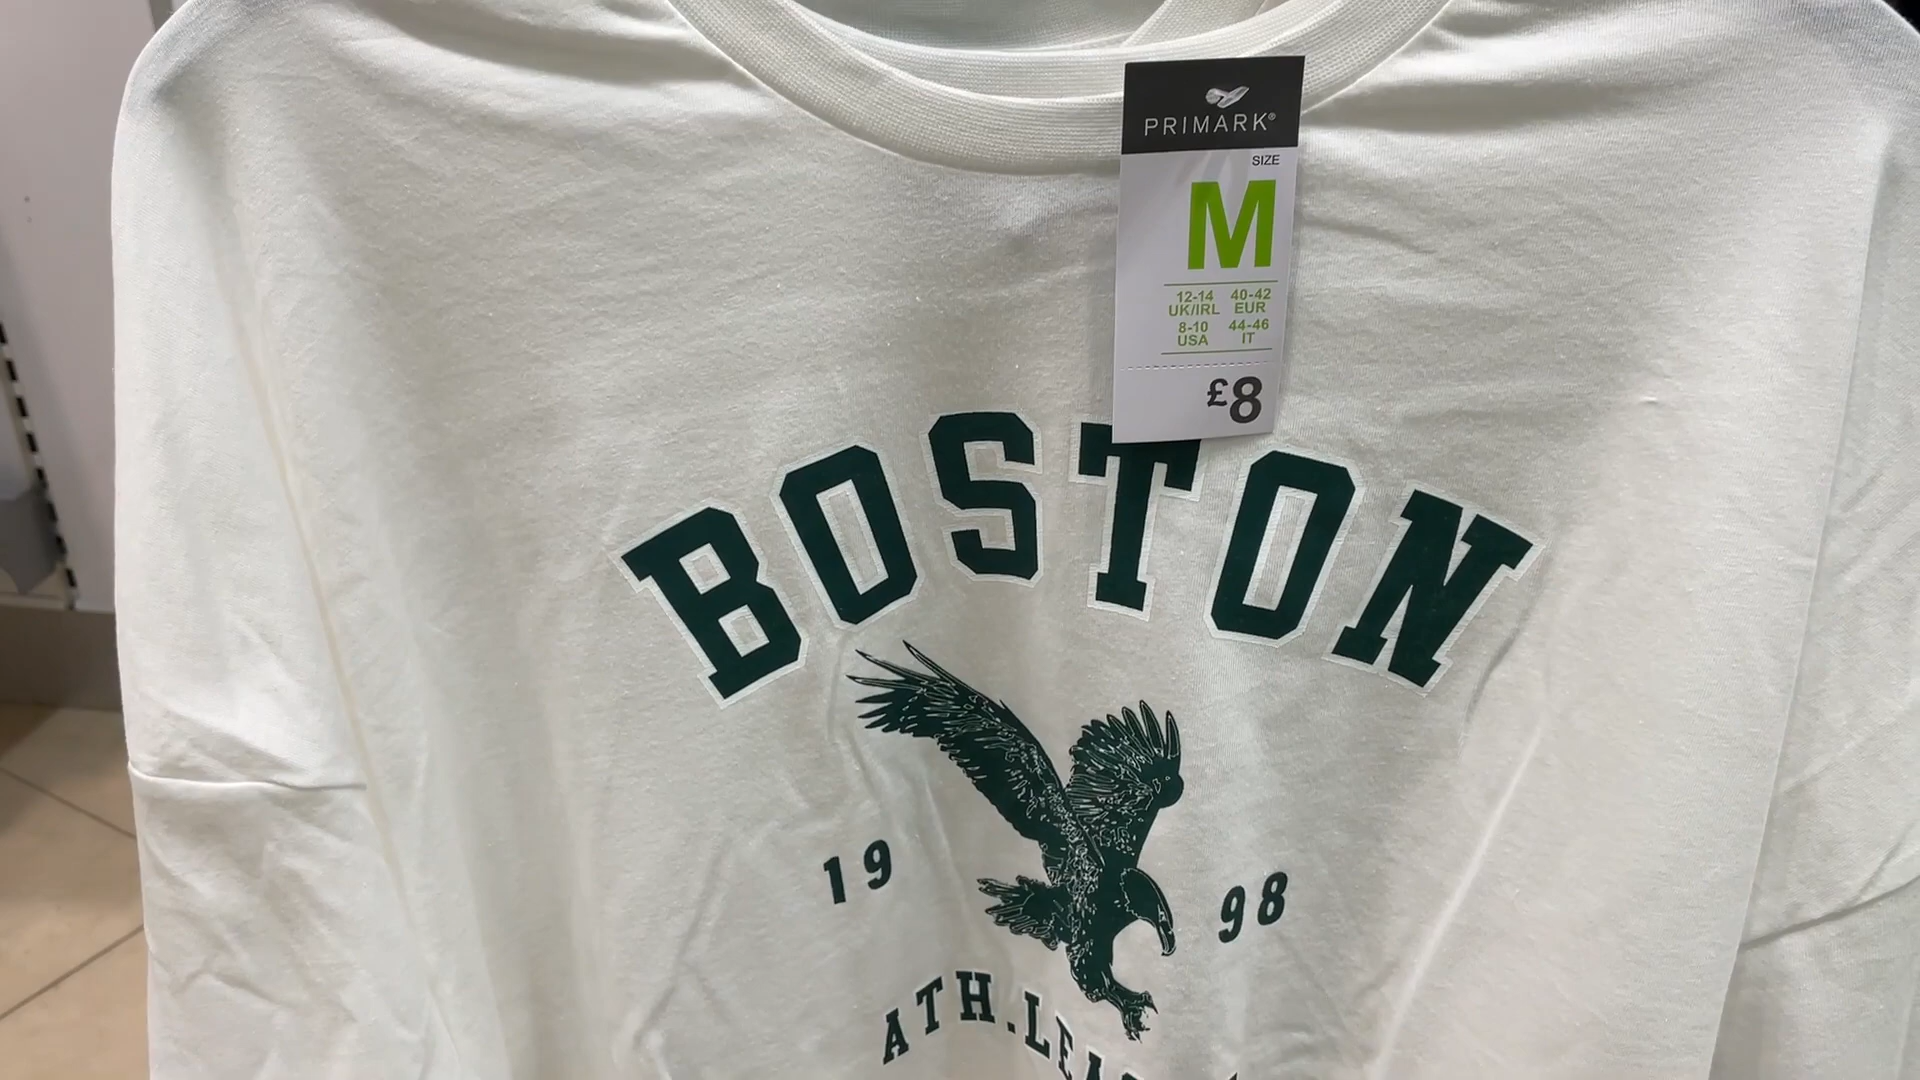 PRIMARK®
SIZE
M
12-14 40-42
UK/IRL EUR
8-10 44-46
USA IT
£8
BOSTON
19 98